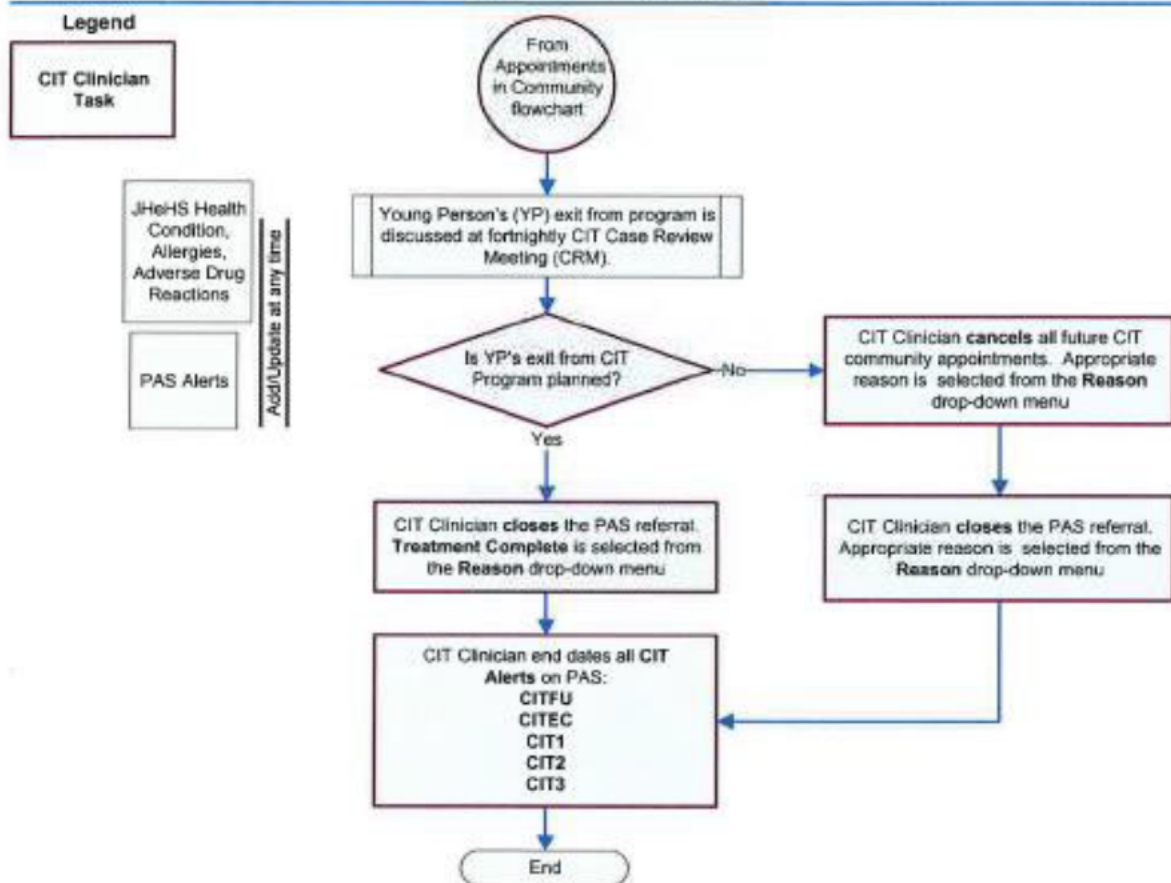 Legend
CIT Clinician
Task
From
Appointments
in Community
flowchart
JHeHS Health
Condition,
Allergies,
Adverse Drug
Reactions
PAS Alerts
Add/Update at any time
Young Person's (YP) exit from program is
discussed at fortnightly CIT Case Review
Meeting (CRM).
Is YP's exit from CIT
Program planned?
No
CIT Clinician cancels all future CIT
community appointments. Appropriate
reason is selected from the Reason
drop-down menu
Yes
CIT Clinician closes the PAS referral.
Treatment Complete is selected from
the Reason drop-down menu
CIT Clinician closes the PAS referral.
Appropriate reason is selected from the
Reason drop-down menu
CIT Clinician end dates all CIT
Alerts on PAS:
CITFU
CITEC
CIT1
CIT2
CIT3
End